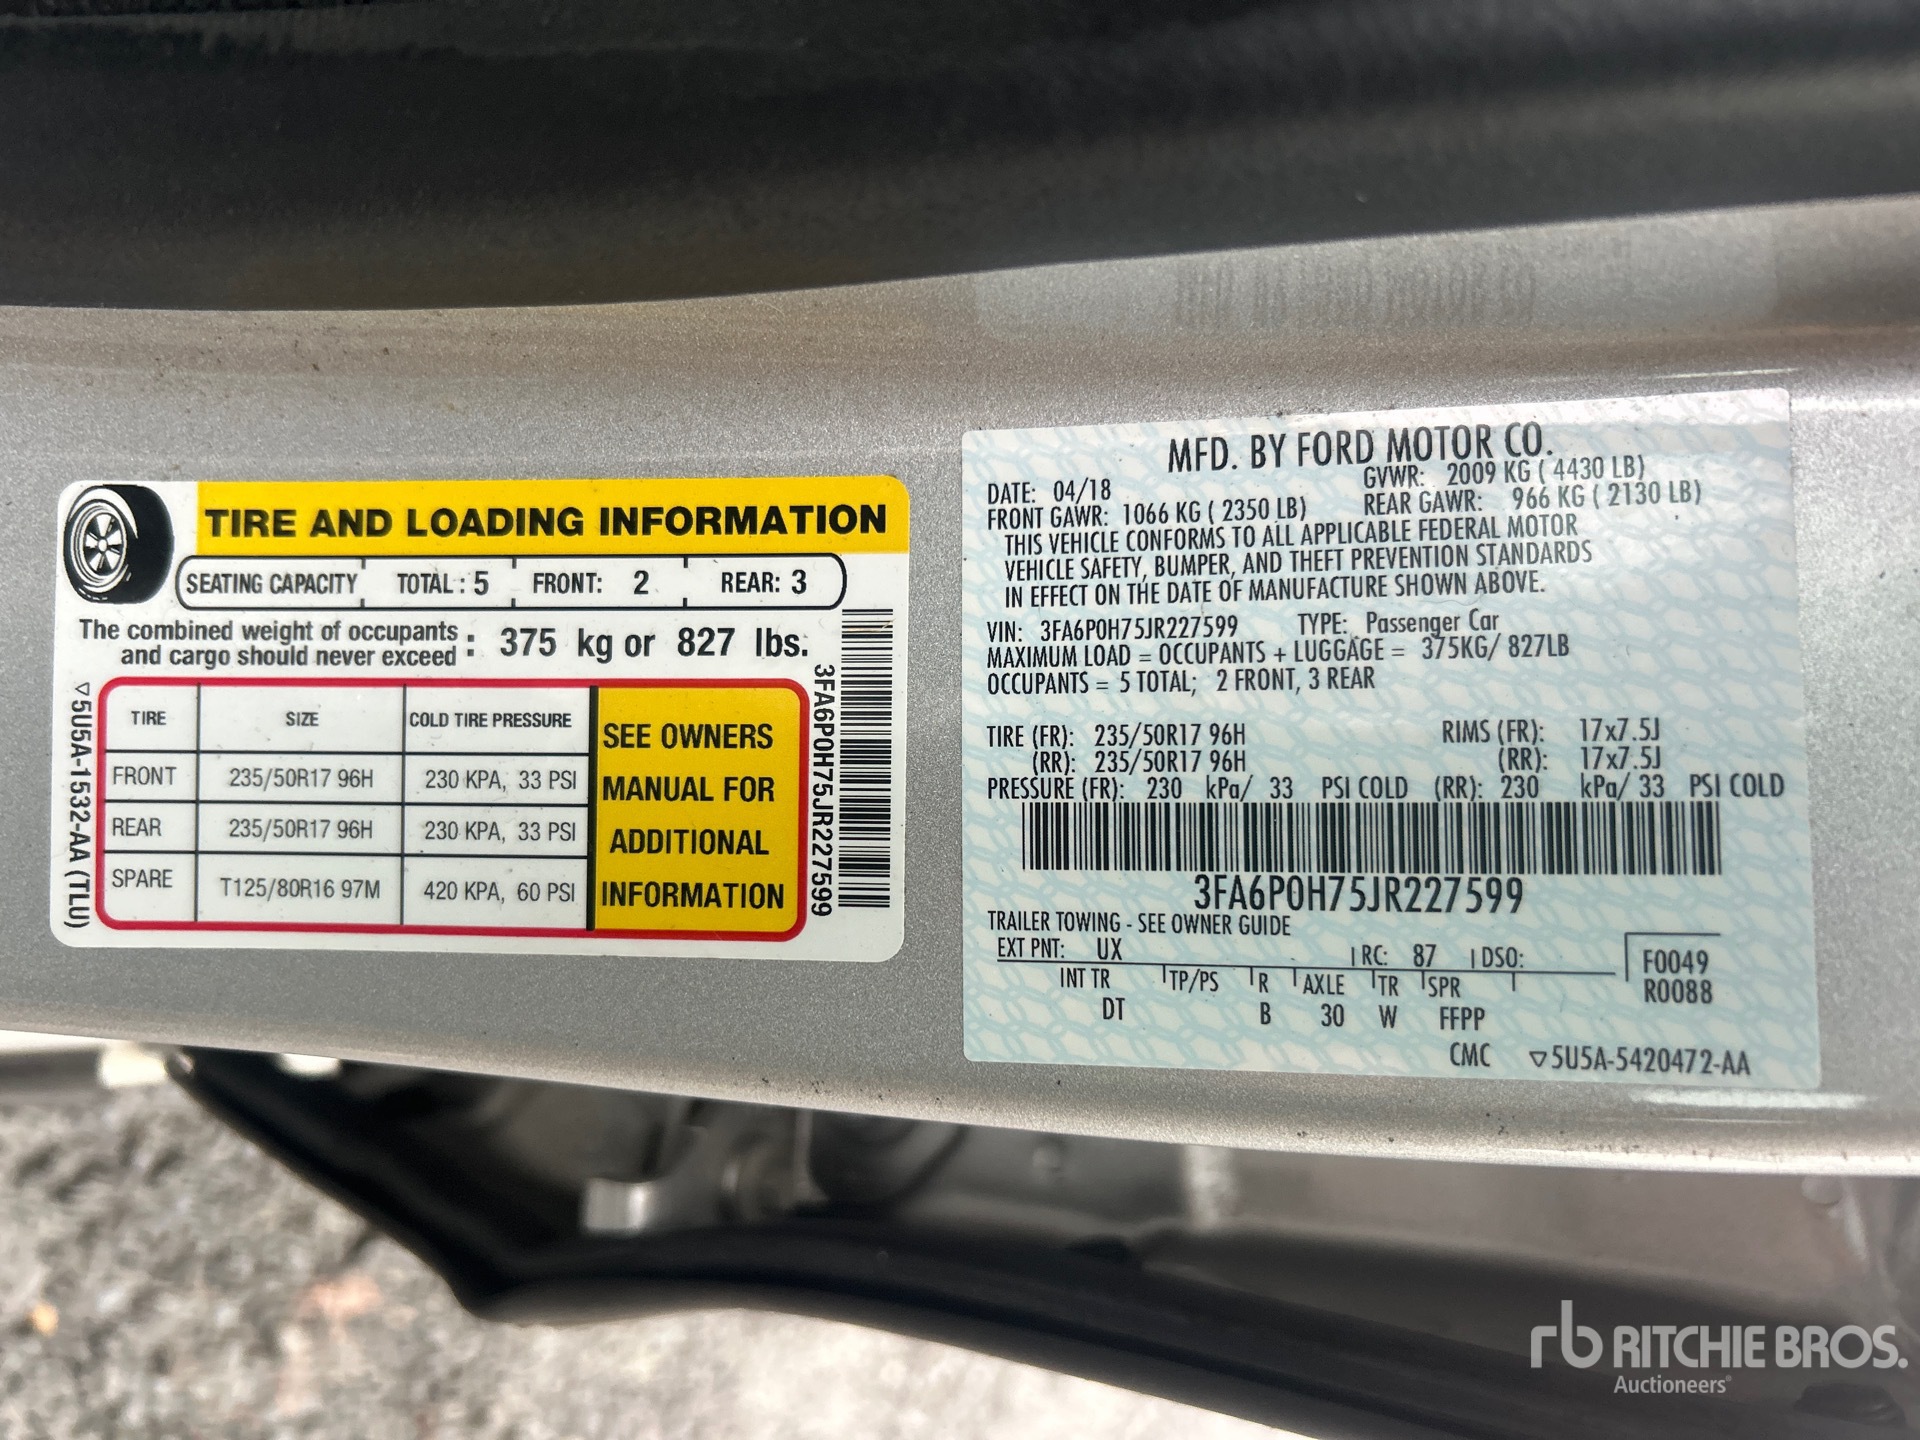 TIRE AND LOADING INFORMATION
SEATING CAPACITY TOTAL: 5 FRONT: 2 REAR: 3
The combined weight of occupants and cargo should never exceed : 375 kg or 827 lbs.
TIRE SIZE COLD TIRE PRESSURE
FRONT 235/50R17 96H 230 KPA, 33 PSI
REAR 235/50R17 96H 230 KPA, 33 PSI
SPARE T125/80R16 97M 420 KPA, 60 PSI
SEE OWNERS
MANUAL FOR
ADDITIONAL
INFORMATION
5U5A-1532-AA (TLU)
3FA6P0H75JR227599
MFD. BY FORD MOTOR CO.
DATE: 04/18 GVWR: 2009 KG ( 4430 LB)
FRONT GAWR: 1066 KG ( 2350 LB) REAR GAWR: 966 KG ( 2130 LB)
THIS VEHICLE CONFORMS TO ALL APPLICABLE FEDERAL MOTOR
VEHICLE SAFETY, BUMPER, AND THEFT PREVENTION STANDARDS
IN EFFECT ON THE DATE OF MANUFACTURE SHOWN ABOVE.
VIN: 3FA6P0H75JR227599 TYPE: Passenger Car
MAXIMUM LOAD = OCCUPANTS + LUGGAGE = 375KG/ 827LB
OCCUPANTS = 5 TOTAL; 2 FRONT, 3 REAR
TIRE (FR): 235/50R17 96H RIMS (FR): 17x7.5J
(RR): 235/50R17 96H (RR): 17x7.5J
PRESSURE (FR): 230 kPa/ 33 PSI COLD (RR): 230 kPa/ 33 PSI COLD
3FA6P0H75JR227599
TRAILER TOWING - SEE OWNER GUIDE
EXT PNT: UX RC: 87 DSO: F0049
INT TR TP/PS R AXLE TR SPR R0088
DT B 30 W FFPP
CMC 5U5A-5420472-AA
rb RITCHIE BROS.
Auctioneers